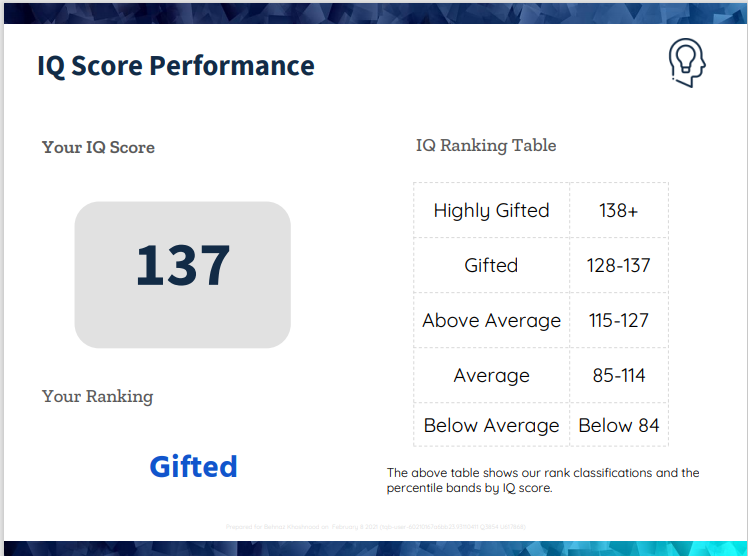 IQ Score Performance
Your IQ Score
137
Your Ranking
Gifted
IQ Ranking Table
Highly Gifted 138+
Gifted 128-137
Above Average 115-127
Average 85-114
Below Average Below 84
The above table shows our rank classifications and the
percentile bands by IQ score.
Prepared for